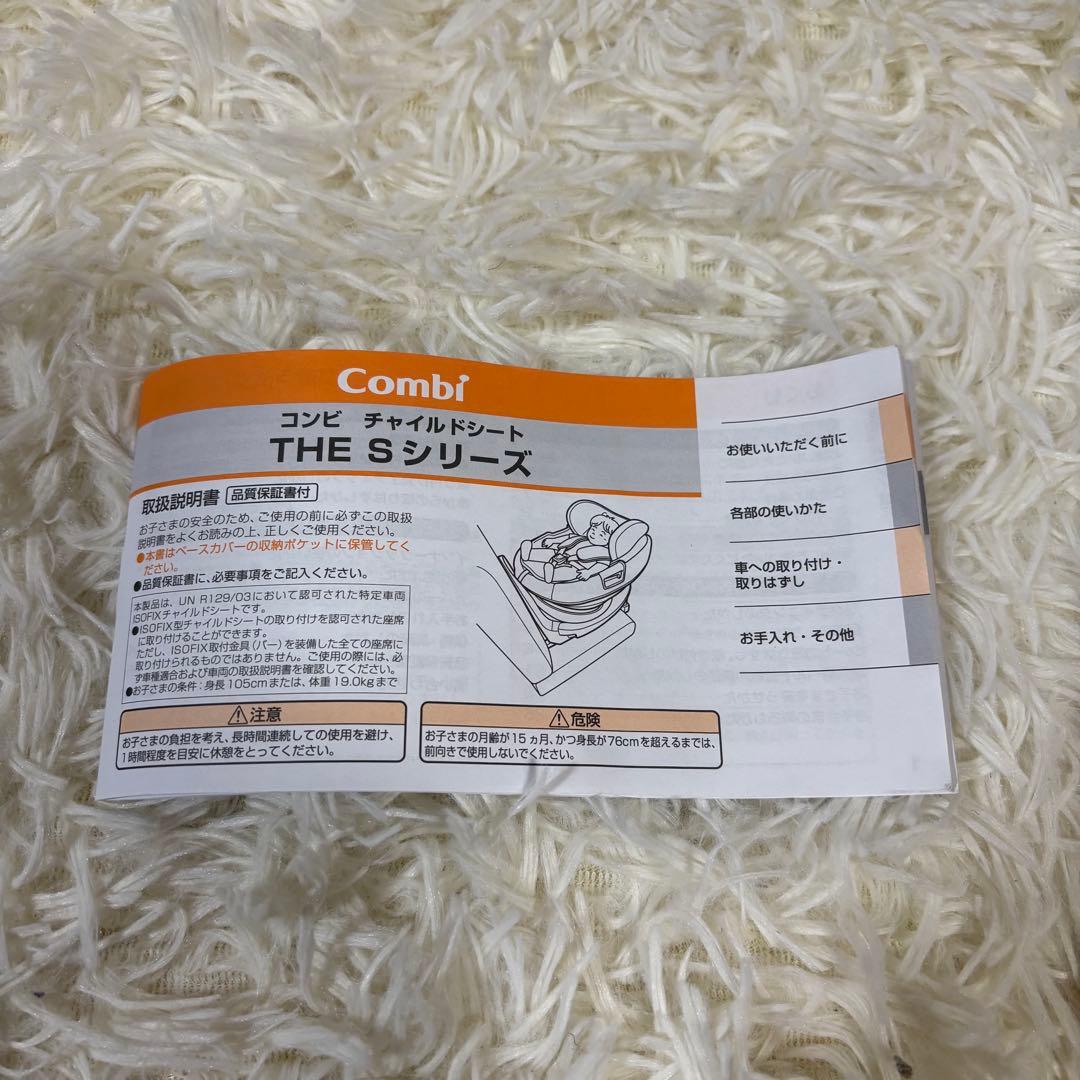 Combi
コンビ チャイルドシート
THE Sシリーズ
取扱説明書 品質保証書付
お子さまの安全のため、ご使用の前に必ずこの取扱
説明書をよくお読みの上、正しくご使用ください。
●本書はベースカバーの収納ポケットに保管してく
ださい。
●品質保証書に、必要事項をご記入ください。
本製品は、UN R129/03において認可された特定車両
ISOFIXチャイルドシートです。
●ISOFIX型チャイルドシートの取り付けを認可された座席
に取り付けることができます。
ただし、ISOFIX取付金具(バー)を装備した全ての座席に
取り付けられるものではありません。ご使用の際には、必
ず車種適合および車両の取扱説明書を確認してください。
●お子さまの条件:身長105cmまたは、体重19.0kgまで
⚠注意
お子さまの負担を考え、長時間連続しての使用を避け、
1時間程度を目安に休憩をとってください。
⚠危険
お子さまの月齢が15ヵ月、かつ身長が76cmを超えるまでは、
前向きで使用しないでください。
お使いいただく前に
各部の使いかた
車への取り付け・
取りはずし
お手入れ・その他